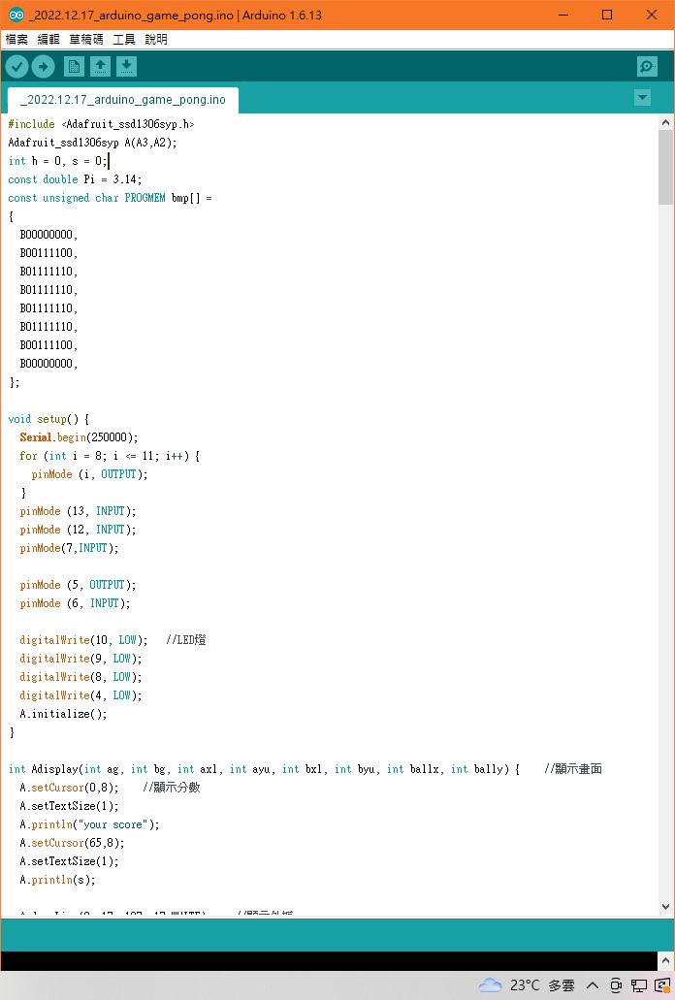 _2022.12.17_arduino_game_pong.ino | Arduino 1.6.13
檔案 編輯 草稿碼 工具 說明
_2022.12.17_arduino_game_pong.ino
#include <Adafruit_ssd1306syp.h>
Adafruit_ssd1306syp A(A3,A2);
int h = 0, s = 0;
const double Pi = 3.14;
const unsigned char PROGMEM bmp[] =
{
  B00000000,
  B00111100,
  B01111110,
  B01111110,
  B01111110,
  B01111110,
  B00111100,
  B00000000,
};
void setup() {
  Serial.begin(250000);
  for (int i = 8; i <= 11; i++) {
    pinMode (i, OUTPUT);
  }
  pinMode (13, INPUT);
  pinMode (12, INPUT);
  pinMode(7,INPUT);
  pinMode (5, OUTPUT);
  pinMode (6, INPUT);
  digitalWrite(10, LOW);   //LED燈
  digitalWrite(9, LOW);
  digitalWrite(8, LOW);
  digitalWrite(4, LOW);
  A.initialize();
}
int Adisplay(int ag, int bg, int axl, int ayu, int bxl, int byu, int ballx, int bally) {    //顯示畫面
  A.setCursor(0,8);    //顯示分數
  A.setTextSize(1);
  A.println("your score");
  A.setCursor(65,8);
  A.setTextSize(1);
  A.println(s);
23°C 多雲